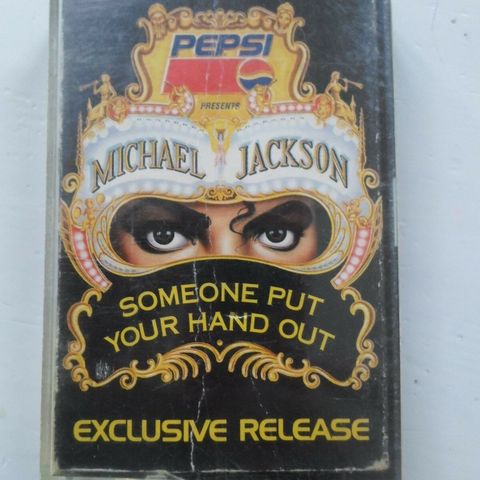 PEPSI
PRESENTS
MICHAEL JACKSON
SOMEONE PUT
YOUR HAND OUT
EXCLUSIVE RELEASE